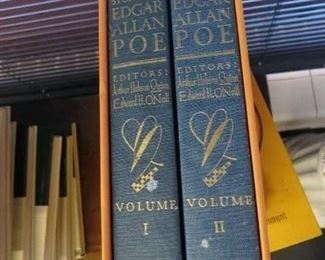 EDGAR
ALLAN
POE
EDITORS:
Arthur Hobson Quinn
Edward H. O'Neill
VOLUME
I
EDGAR
ALLAN
POE
EDITORS:
Arthur Hobson Quinn
Edward H. O'Neill
VOLUME
II